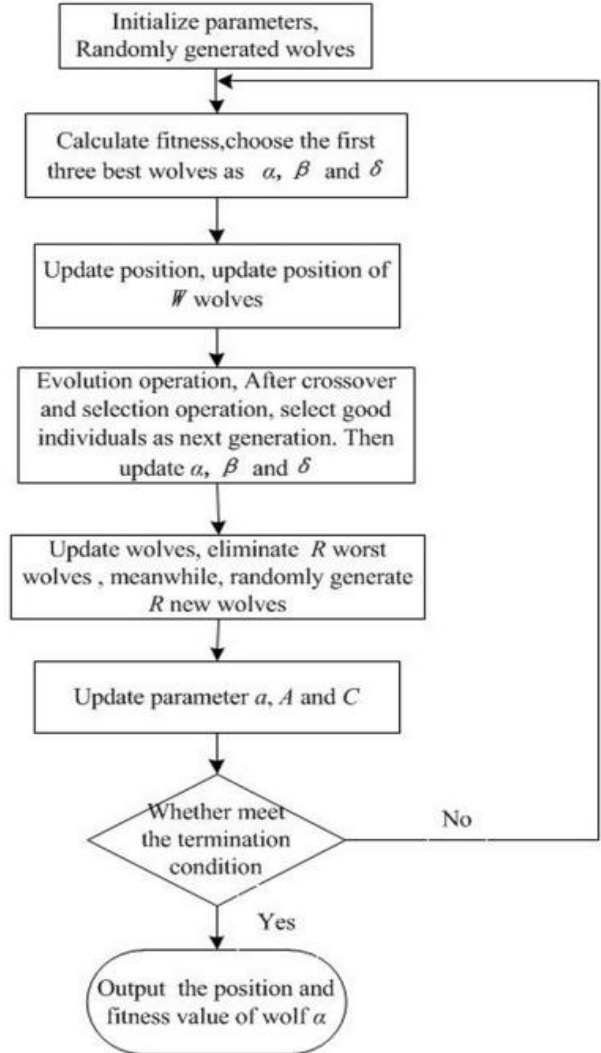 Initialize parameters,
Randomly generated wolves
Calculate fitness,choose the first
three best wolves as α, β and δ
Update position, update position of
W wolves
Evolution operation, After crossover
and selection operation, select good
individuals as next generation. Then
update α, β and δ
Update wolves, eliminate R worst
wolves , meanwhile, randomly generate
R new wolves
Update parameter a, A and C
Whether meet
the termination
condition
No
Yes
Output the position and
fitness value of wolf α